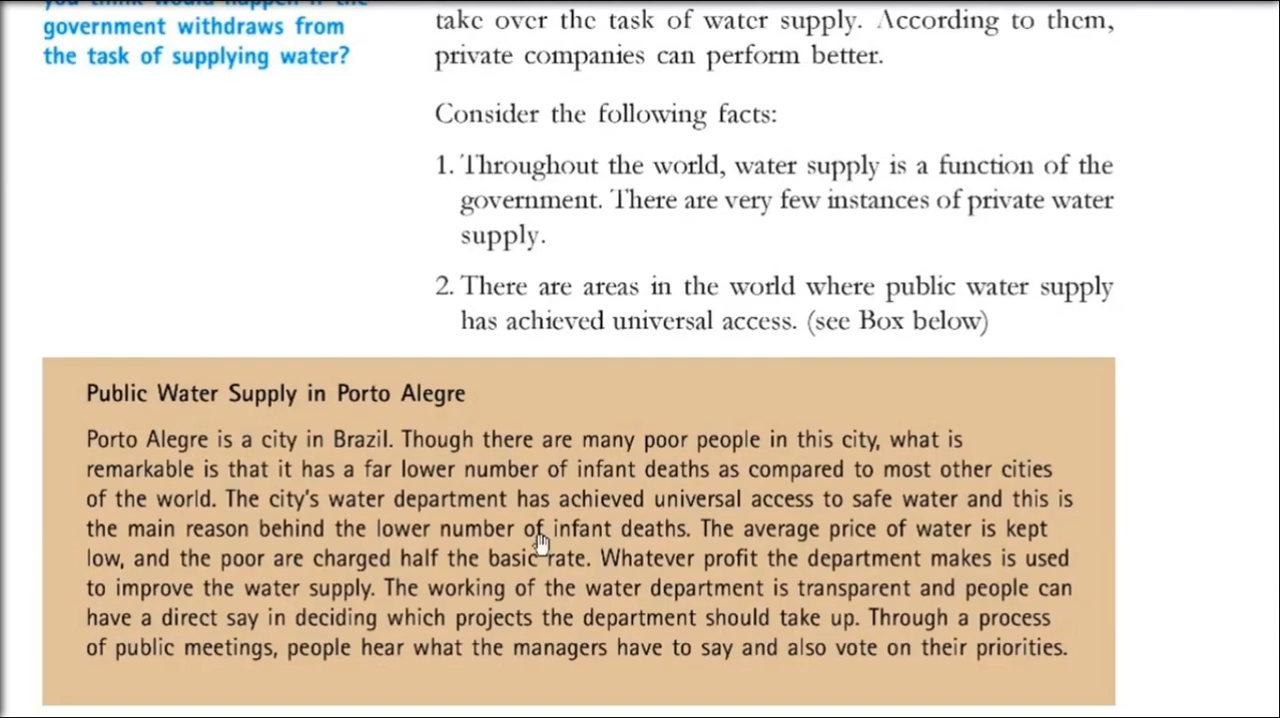 government withdraws from
the task of supplying water?
take over the task of water supply. According to them,
private companies can perform better.
Consider the following facts:
1. Throughout the world, water supply is a function of the
government. There are very few instances of private water
supply.
2. There are areas in the world where public water supply
has achieved universal access. (see Box below)
Public Water Supply in Porto Alegre
Porto Alegre is a city in Brazil. Though there are many poor people in this city, what is
remarkable is that it has a far lower number of infant deaths as compared to most other cities
of the world. The city's water department has achieved universal access to safe water and this is
the main reason behind the lower number of infant deaths. The average price of water is kept
low, and the poor are charged half the basic rate. Whatever profit the department makes is used
to improve the water supply. The working of the water department is transparent and people can
have a direct say in deciding which projects the department should take up. Through a process
of public meetings, people hear what the managers have to say and also vote on their priorities.